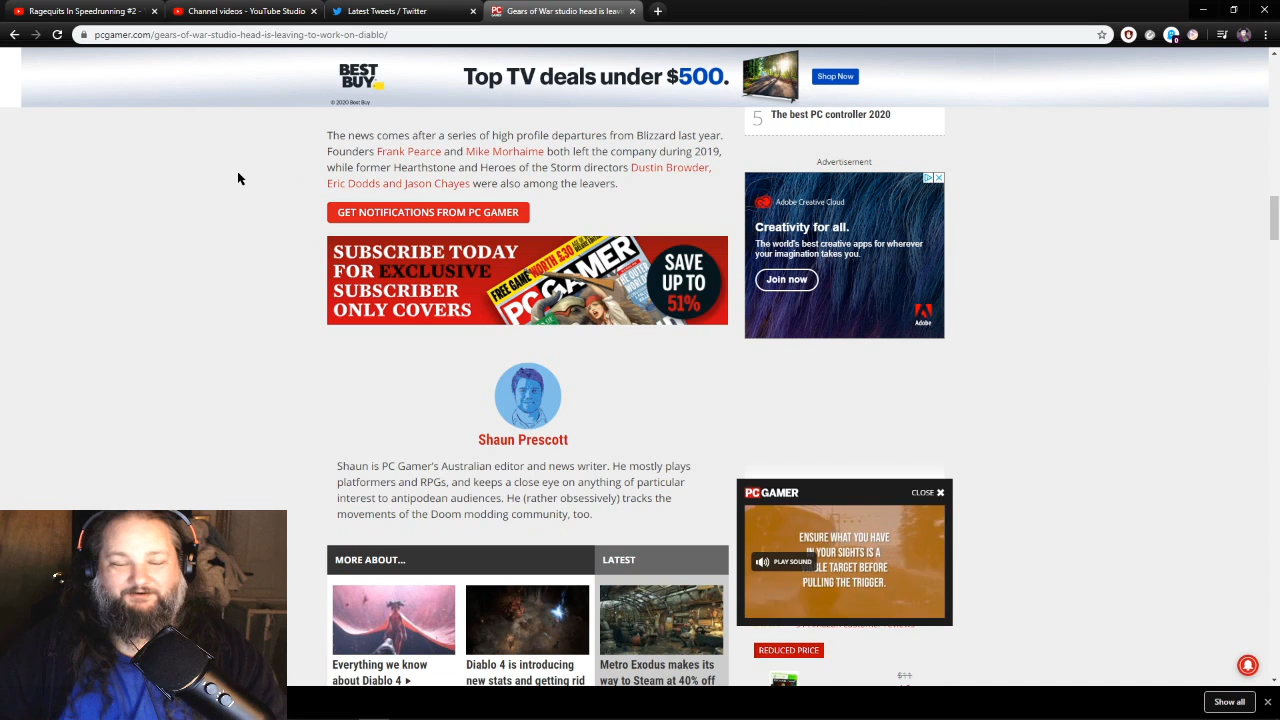 Ragequite In Speedrunning #2 -
Channel videos - YouTube Studio
(1) Twitter
Gears of War studio
pcgamer.com/gears-of-war-studio-head-is-leaving-to-work-on-diablo/
BEST
BUY
© 2020 Best Buy
Top TV deals under $500.
Shop Now
5 The best PC controller 2020
The news comes after a series of high profile departures from Blizzard last year.
Founders Frank Pearce and Mike Morhaime both left the company during 2019,
while former Hearthstone and Heroes of the Storm directors Dustin Browder,
Eric Dodds and Jason Chayes were also among the leavers.
GET NOTIFICATIONS FROM PC GAMER
SUBSCRIBE TODAY
FOR EXCLUSIVE
SUBSCRIBER
ONLY COVERS
FREE GAME WORTH £30
PC GAMER
SAVE
UP TO
51%
Advertisement
Adobe Creative Cloud
Creativity for all.
The world's best creative apps for wherever
your imagination takes you.
Join now
Adobe
Shaun Prescott
Shaun is PC Gamer's Australian editor and news writer. He mostly plays
platformers and RPGs, and keeps a close eye on anything of particular
interest to antipodean audiences. He (rather obsessively) tracks the
movements of the Doom modding community, too.
PC GAMER
CLOSE ✖
ENSURE WHAT YOU HAVE
IN YOUR SIGHTS IS A
TARGET BEFORE
PULLING THE TRIGGER.
PLAY SOUND
MORE ABOUT...
LATEST
Everything we know
about Diablo 4 ▸
Diablo 4 is introducing
new stats and getting rid
Metro Exodus makes its
way to Steam at 40% off
REDUCED PRICE
$11
Show all